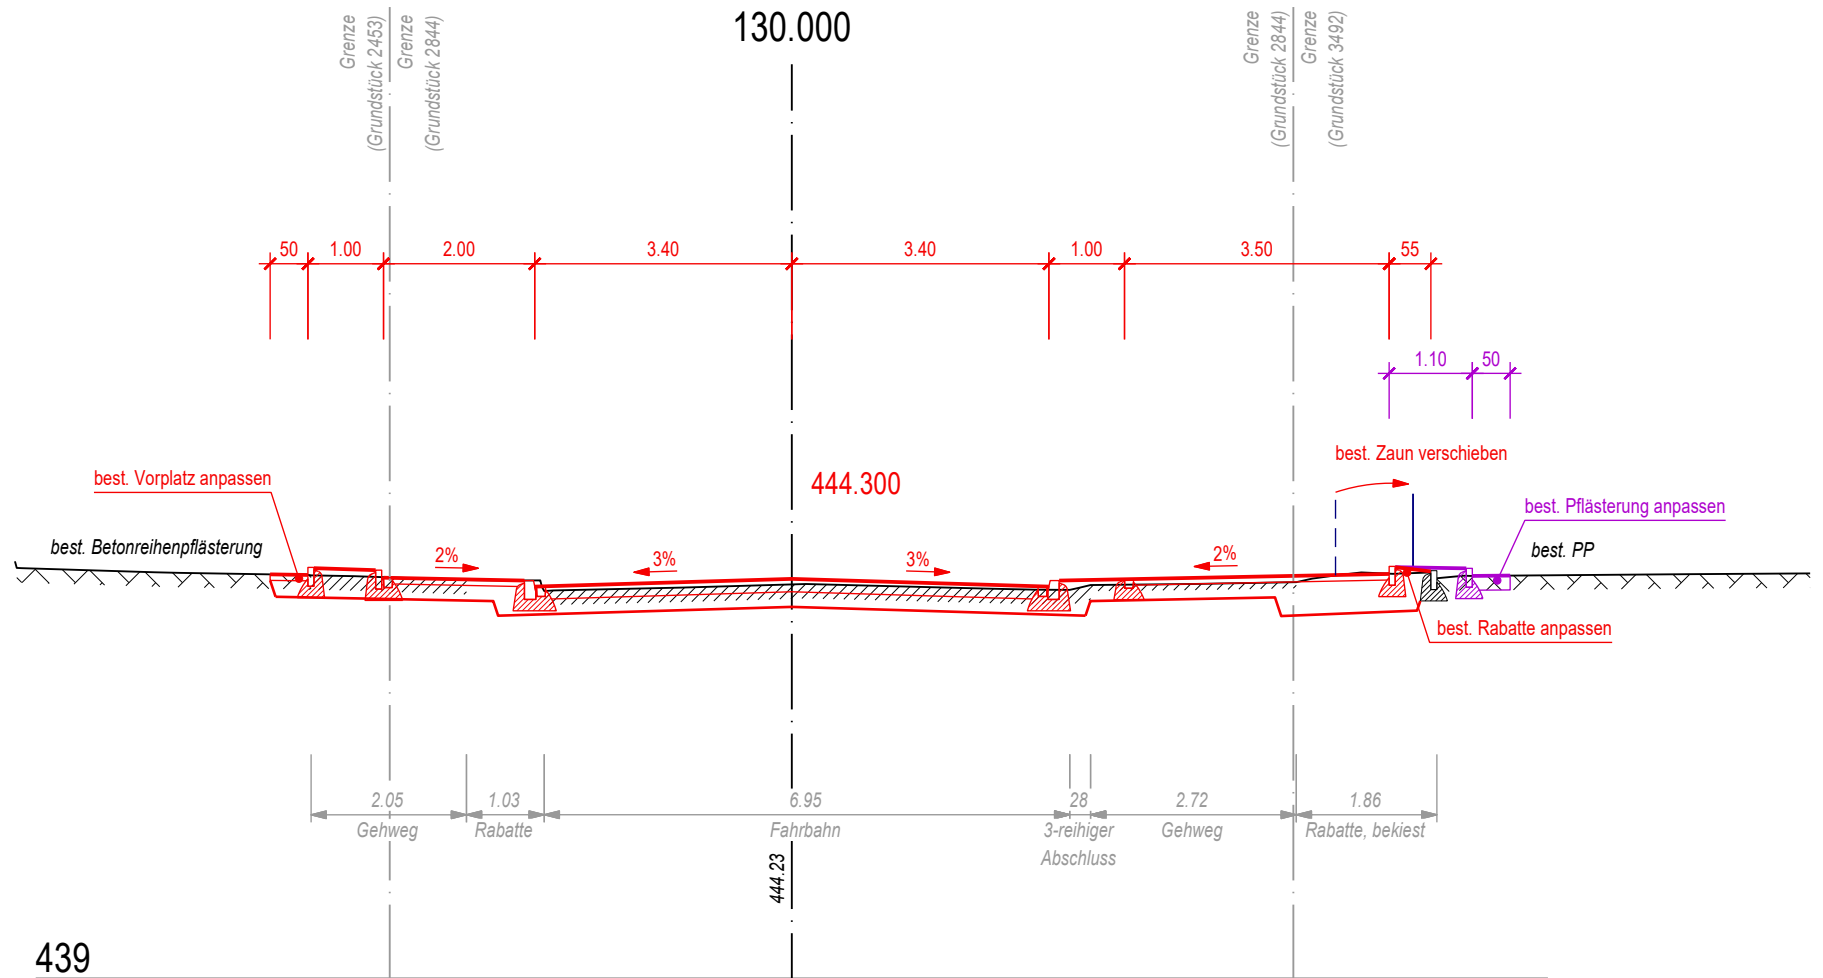 130.000
Grenze
(Grundstück 2453)
Grenze
(Grundstück 2844)
Grenze
(Grundstück 2844)
Grenze
(Grundstück 3492)
50
1.00
2.00
3.40
3.40
1.00
3.50
55
1.10
50
best. Zaun verschieben
best. Vorplatz anpassen
444.300
best. Pflästerung anpassen
best. Betonreihenpflästerung
best. PP
2%
3%
3%
2%
best. Rabatte anpassen
2.05
1.03
6.95
28
2.72
1.86
Gehweg
Rabatte
Fahrbahn
3-reihiger
Abschluss
Gehweg
Rabatte, bekiest
444.23
439